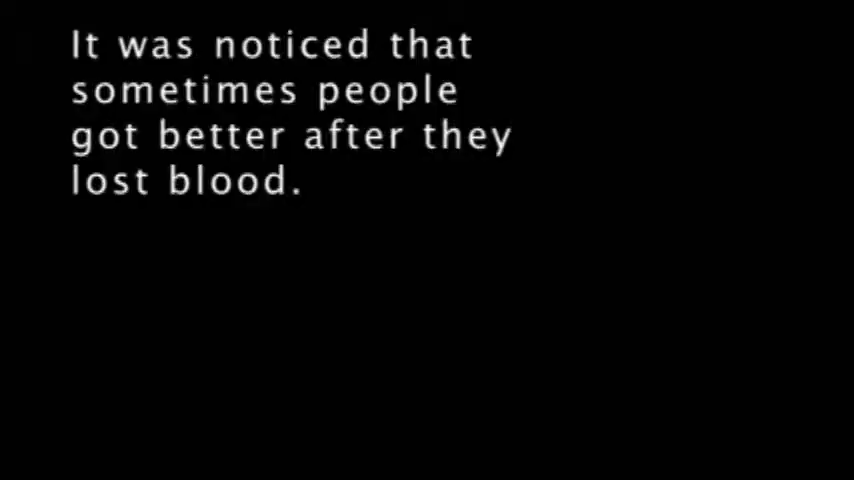 It was noticed that
sometimes people
got better after they
lost blood.